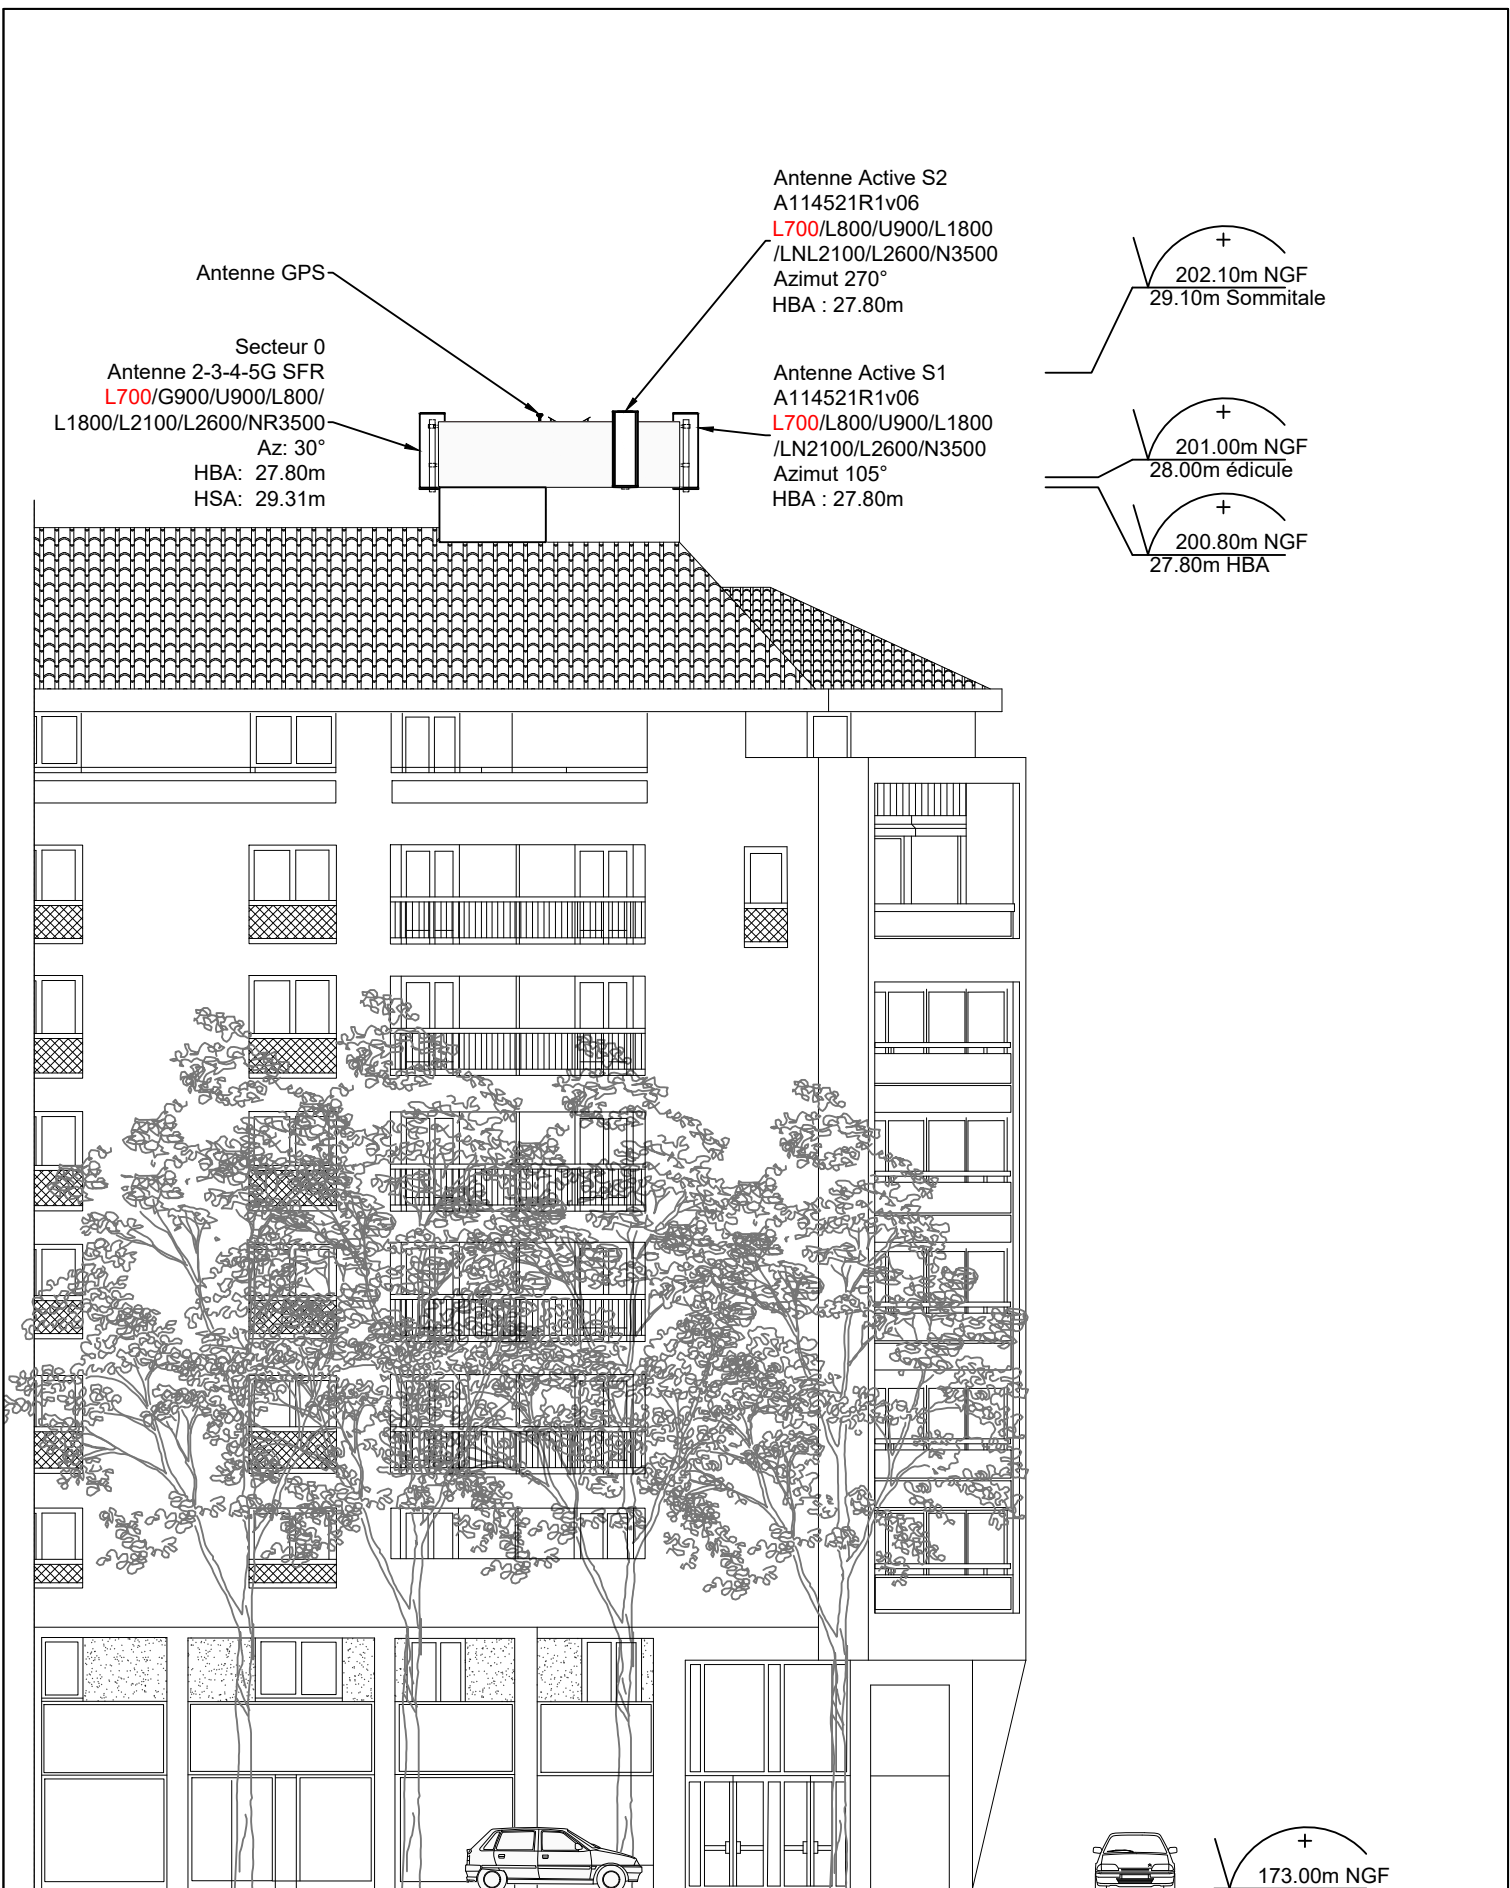 Antenne Active S2
A114521R1v06
L700/L800/U900/L1800
/LNL2100/L2600/N3500
Azimut 270°
HBA : 27.80m
Antenne GPS
202.10m NGF
29.10m Sommitale
Secteur 0
Antenne 2-3-4-5G SFR
L700/G900/U900/L800/
L1800/L2100/L2600/NR3500
Az: 30°
HBA: 27.80m
HSA: 29.31m
Antenne Active S1
A114521R1v06
L700/L800/U900/L1800
/LN2100/L2600/N3500
Azimut 105°
HBA : 27.80m
201.00m NGF
28.00m édicule
200.80m NGF
27.80m HBA
173.00m NGF